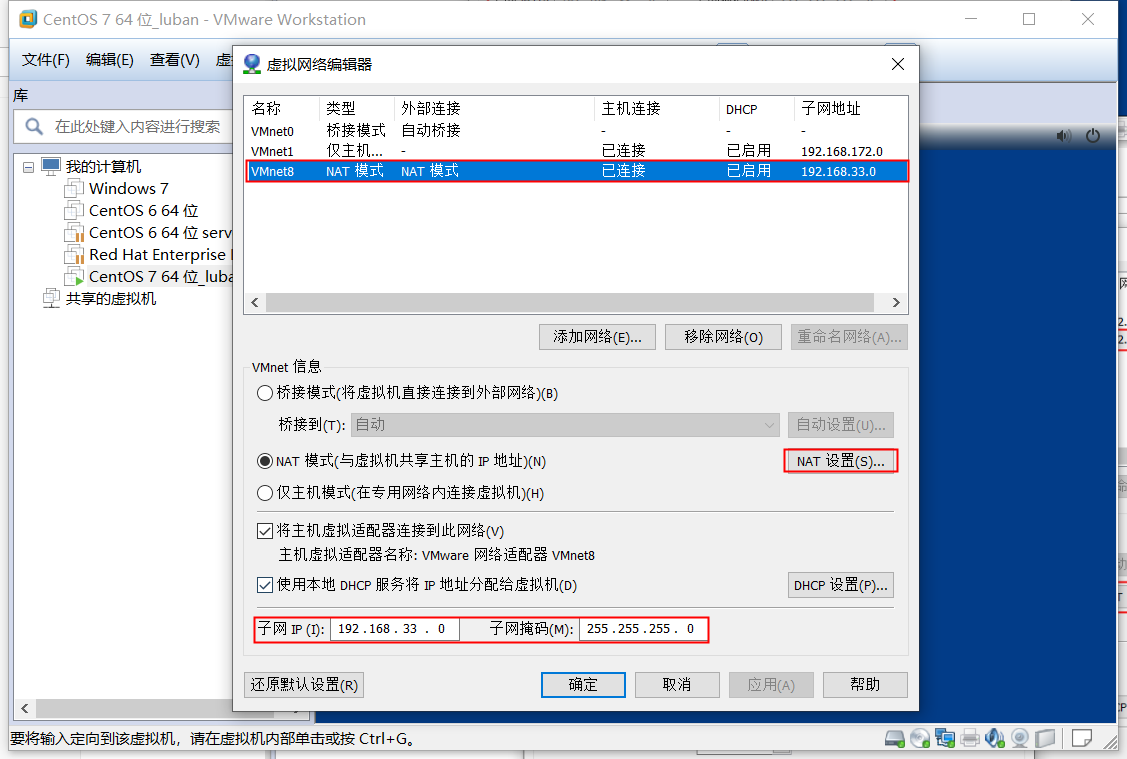 CentOS 7 64 位_luban - VMware Workstation
文件(F) 编辑(E) 查看(V)
虚拟网络编辑器
库
在此处键入内容进行搜索
我的计算机
Windows 7
CentOS 6 64 位
CentOS 6 64 位 serv
Red Hat Enterprise
CentOS 7 64 位_luba
共享的虚拟机
名称 类型 外部连接 主机连接 DHCP 子网地址
VMnet0 桥接模式 自动桥接 - - -
VMnet1 仅主机... - 已连接 已启用 192.168.172.0
VMnet8 NAT 模式 NAT 模式 已连接 已启用 192.168.33.0
添加网络(E)... 移除网络(O) 重命名网络(A)...
VMnet 信息
桥接模式(将虚拟机直接连接到外部网络)(B)
桥接到(T): 自动 自动设置(U)...
NAT 模式(与虚拟机共享主机的 IP 地址)(N) NAT 设置(S)...
仅主机模式(在专用网络内连接虚拟机)(H)
将主机虚拟适配器连接到此网络(V)
主机虚拟适配器名称: VMware 网络适配器 VMnet8
使用本地 DHCP 服务将 IP 地址分配给虚拟机(D) DHCP 设置(P)...
子网 IP (I): 192 . 168 . 33 . 0 子网掩码(M): 255 . 255 . 255 . 0
还原默认设置(R) 确定 取消 应用(A) 帮助
要将输入定向到该虚拟机，请在虚拟机内部单击或按 Ctrl+G。